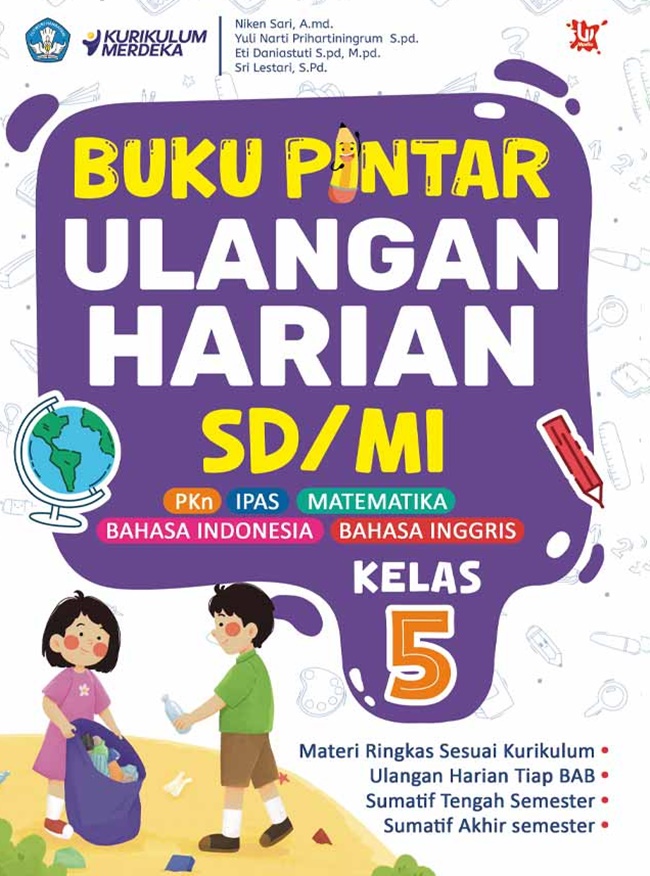 KURIKULUM
MERDEKA
Niken Sari, A.md.
Yuli Narti Prihartiningrum S.pd.
Eti Daniastuti S.pd, M.pd.
Sri Lestari, S.Pd.
BUKU PINTAR
ULANGAN
HARIAN
SD/MI
PKn IPAS MATEMATIKA
BAHASA INDONESIA BAHASA INGGRIS
KELAS
5
Materi Ringkas Sesuai Kurikulum •
Ulangan Harian Tiap BAB •
Sumatif Tengah Semester •
Sumatif Akhir semester •